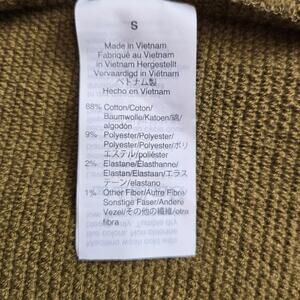 S
Made in Vietnam
Fabriqué au Vietnam
in Vietnam Hergestellt
Vervaardigd in Viëtnam
ベトナム製
Hecho en Vietnam
88% Cotton/Coton/
Baumwolle/Katoen/綿/
algodón
9% Polyester/Polyester/
Polyester/Polyester/ポリ
エステル/poliéster
2% Elastane/Élasthanne/
Elastan/Elastaan/エラス
テーン/elastano
1% Other Fiber/Autre Fibre/
Sonstige Faser/Andere
Vezel/その他の繊維/otra
fibra